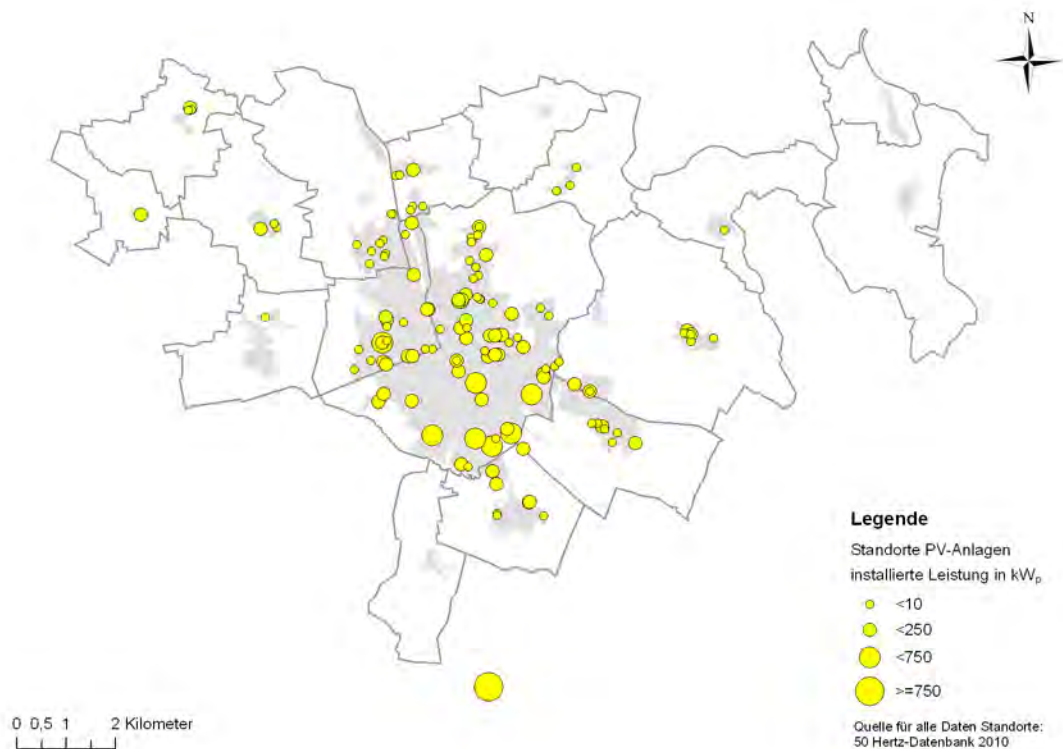 N
Legende
Standorte PV-Anlagen
installierte Leistung in kWp
<10
<250
<750
>=750
0 0,5 1 2 Kilometer
Quelle für alle Daten Standorte:
50 Hertz-Datenbank 2010